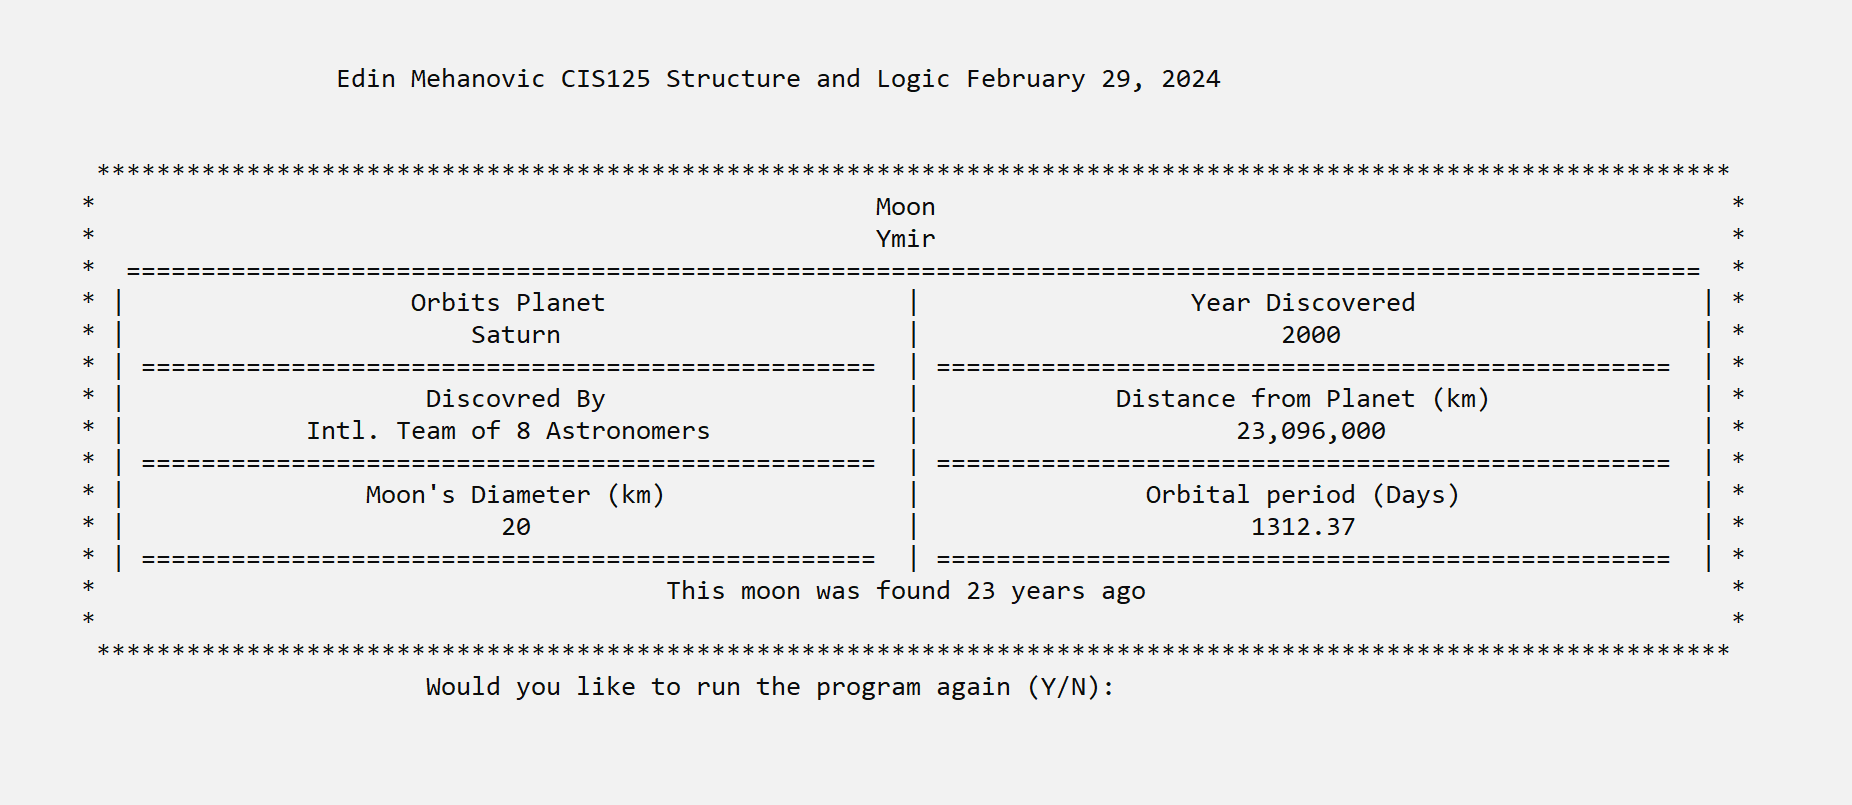 Edin Mehanovic CIS125 Structure and Logic February 29, 2024
*************************************************************************************************************
* Moon *
* Ymir *
* ========================================================================================================= *
* | Orbits Planet | Year Discovered | *
* | Saturn | 2000 | *
* | ================================================= | ================================================= | *
* | Discovred By | Distance from Planet (km) | *
* | Intl. Team of 8 Astronomers | 23,096,000 | *
* | ================================================= | ================================================= | *
* | Moon's Diameter (km) | Orbital period (Days) | *
* | 20 | 1312.37 | *
* | ================================================= | ================================================= | *
* This moon was found 23 years ago *
* *
*************************************************************************************************************
Would you like to run the program again (Y/N):